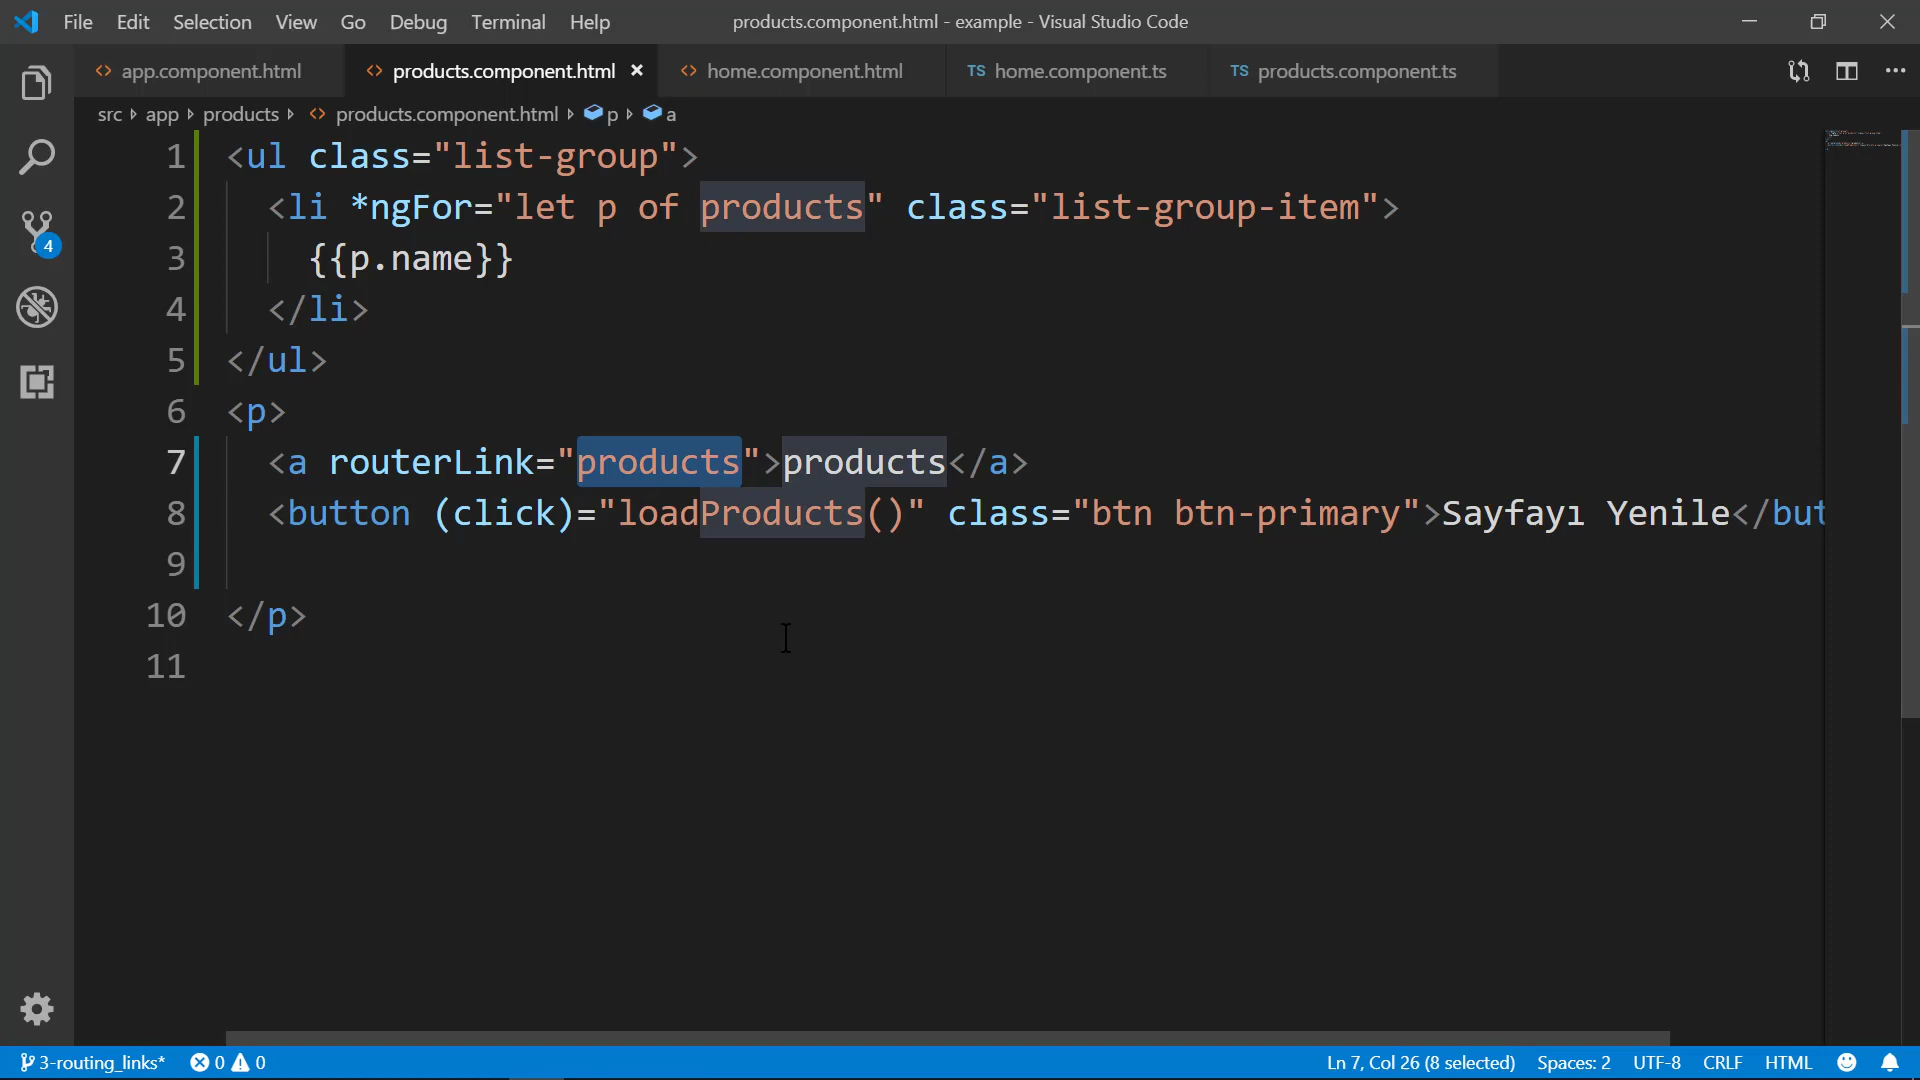 File Edit Selection View Go Debug Terminal Help products.component.html - example - Visual Studio Code
app.component.html products.component.html home.component.html TS home.component.ts TS products.component.ts
src app products products.component.html p a
1 <ul class="list-group">
2 <li *ngFor="let p of products" class="list-group-item">
3 {{p.name}}
4 </li>
5 </ul>
6 <p>
7 <a routerLink="products">products</a>
8 <button (click)="loadProducts()" class="btn btn-primary">Sayfayı Yenile</but
9
10 </p>
11
4
3-routing_links* 0 0 Ln 7, Col 26 (8 selected) Spaces: 2 UTF-8 CRLF HTML